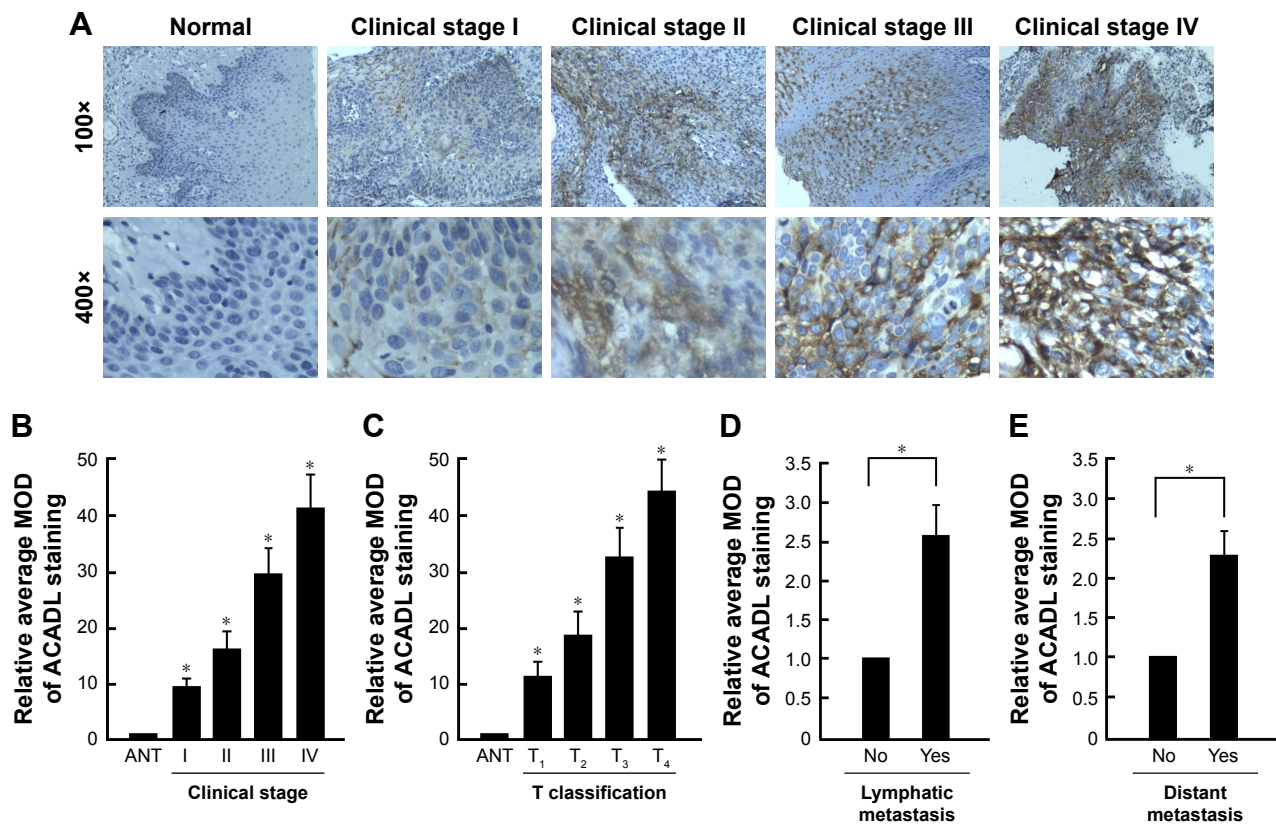 A
Normal
Clinical stage I
Clinical stage II
Clinical stage III
Clinical stage IV
100×
400×
B
Relative average MOD
of ACADL staining
50
40
30
20
10
0
*
*
*
*
ANT
I
II
III
IV
Clinical stage
C
Relative average MOD
of ACADL staining
50
40
30
20
10
0
*
*
*
*
ANT
T1
T2
T3
T4
T classification
D
Relative average MOD
of ACADL staining
3.5
3.0
2.5
2.0
1.5
1.0
0.5
0
*
No
Yes
Lymphatic
metastasis
E
Relative average MOD
of ACADL staining
3.5
3.0
2.5
2.0
1.5
1.0
0.5
0
*
No
Yes
Distant
metastasis